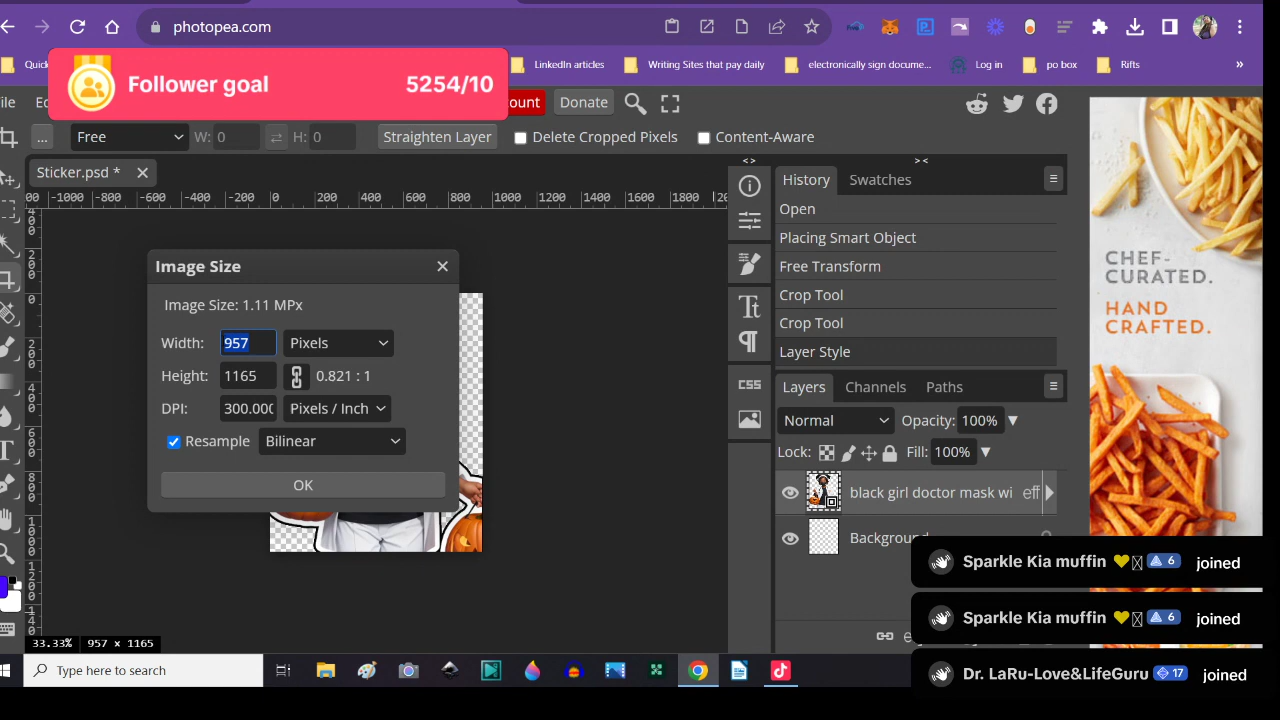 photopea.com
Quick
LinkedIn articles
Writing Sites that pay daily
electronically sign docume...
Log in
po box
Rifts
»
Follower goal 5254/10
Donate
... Free W: 0 H: 0 Straighten Layer Delete Cropped Pixels Content-Aware
Sticker.psd *
-1000 -800 -600 -400 -200 0 200 400 600 800 1000 1200 1400 1600 1800 2000
Image Size
Image Size: 1.11 MPx
Width: 957 Pixels
Height: 1165 0.821 : 1
DPI: 300.000 Pixels / Inch
Resample Bilinear
OK
33.33% 957 × 1165
< > > <
History Swatches
Open
Placing Smart Object
Free Transform
Crop Tool
Crop Tool
Layer Style
CSS
Layers Channels Paths
Normal Opacity: 100%
Lock: Fill: 100%
black girl doctor mask wi eff
Background
CHEF-
CURATED.
HAND
CRAFTED.
Sparkle Kia muffin 6 joined
Sparkle Kia muffin 6 joined
Dr. LaRu-Love&LifeGuru 17 joined
Type here to search